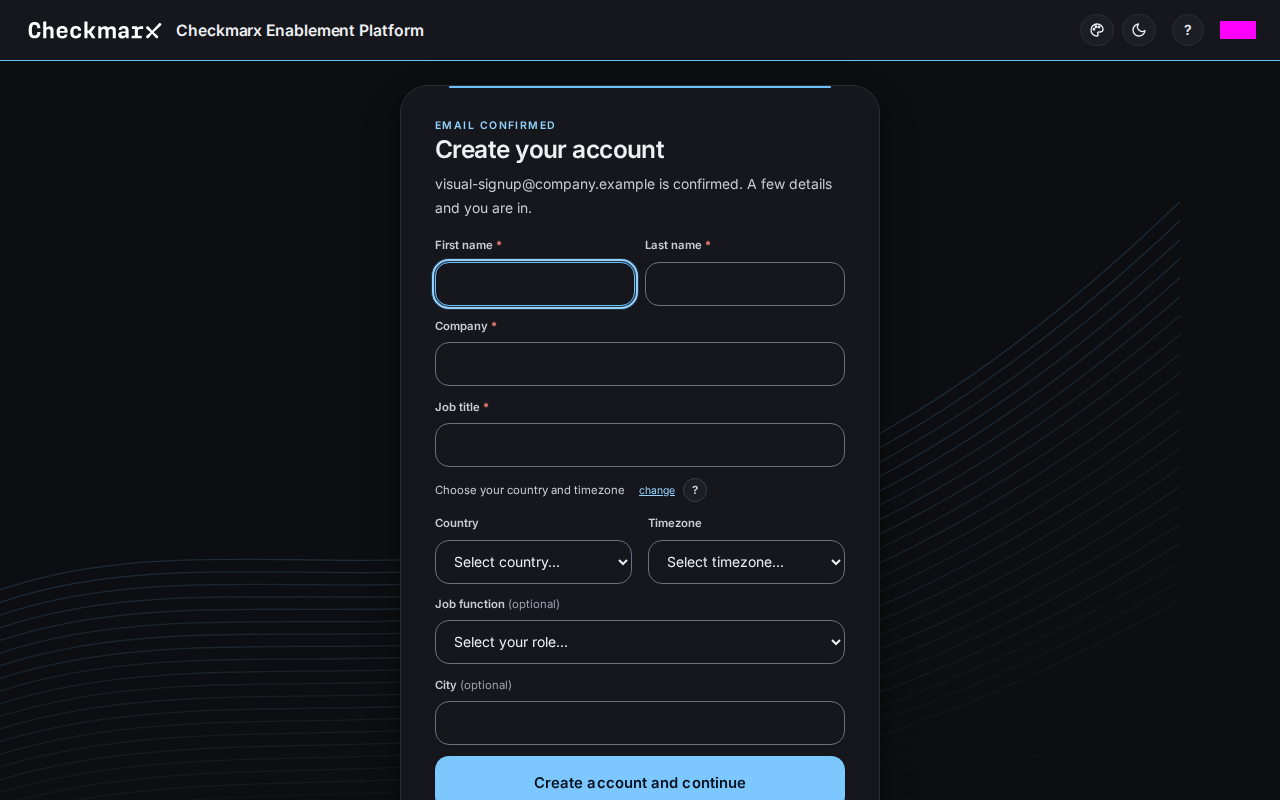 Checkmarx Checkmarx Enablement Platform ?
EMAIL CONFIRMED
Create your account
visual-signup@company.example is confirmed. A few details
and you are in.
First name * Last name *
Company *
Job title *
Choose your country and timezone change ?
Country Timezone
Select country... Select timezone...
Job function (optional)
Select your role...
City (optional)
Create account and continue